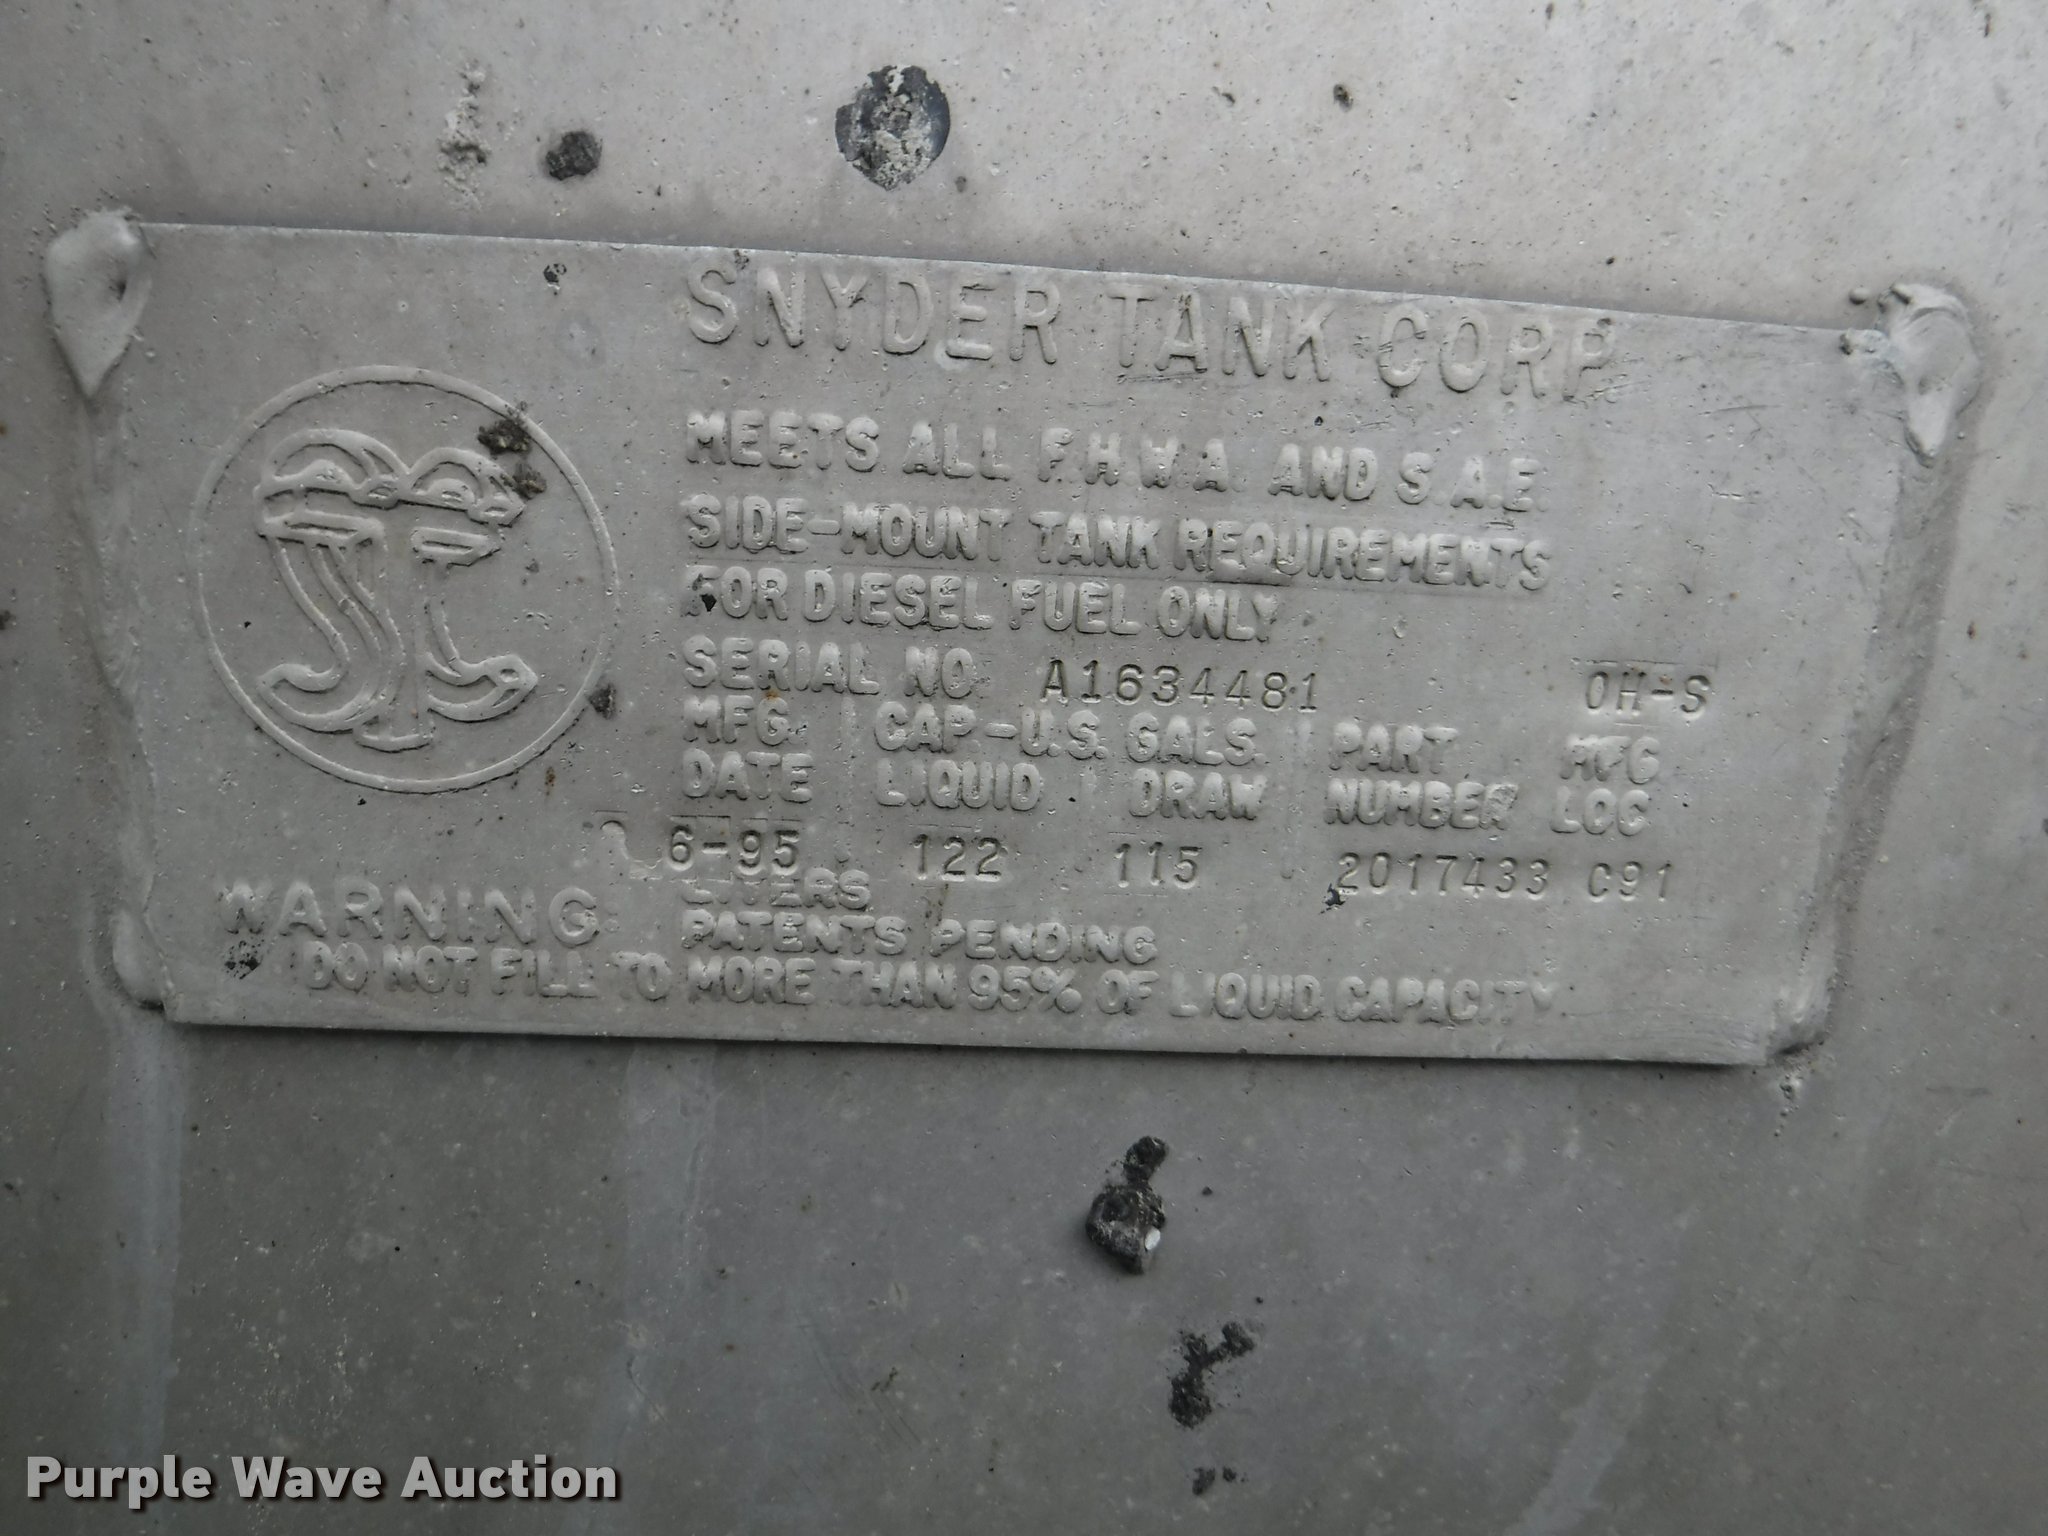 SNYDER TANK CORP.
MEETS ALL F.H.W.A. AND S.A.E.
SIDE-MOUNT TANK REQUIREMENTS
FOR DIESEL FUEL ONLY
SERIAL NO. A1634481 OH-S
MFG. CAP.-U.S. GALS. PART MFG
DATE LIQUID DRAW NUMBER LOC
6-95 122 115 2017433 C91
LITERS
WARNING: PATENTS PENDING
DO NOT FILL TO MORE THAN 95% OF LIQUID CAPACITY
Purple Wave Auction